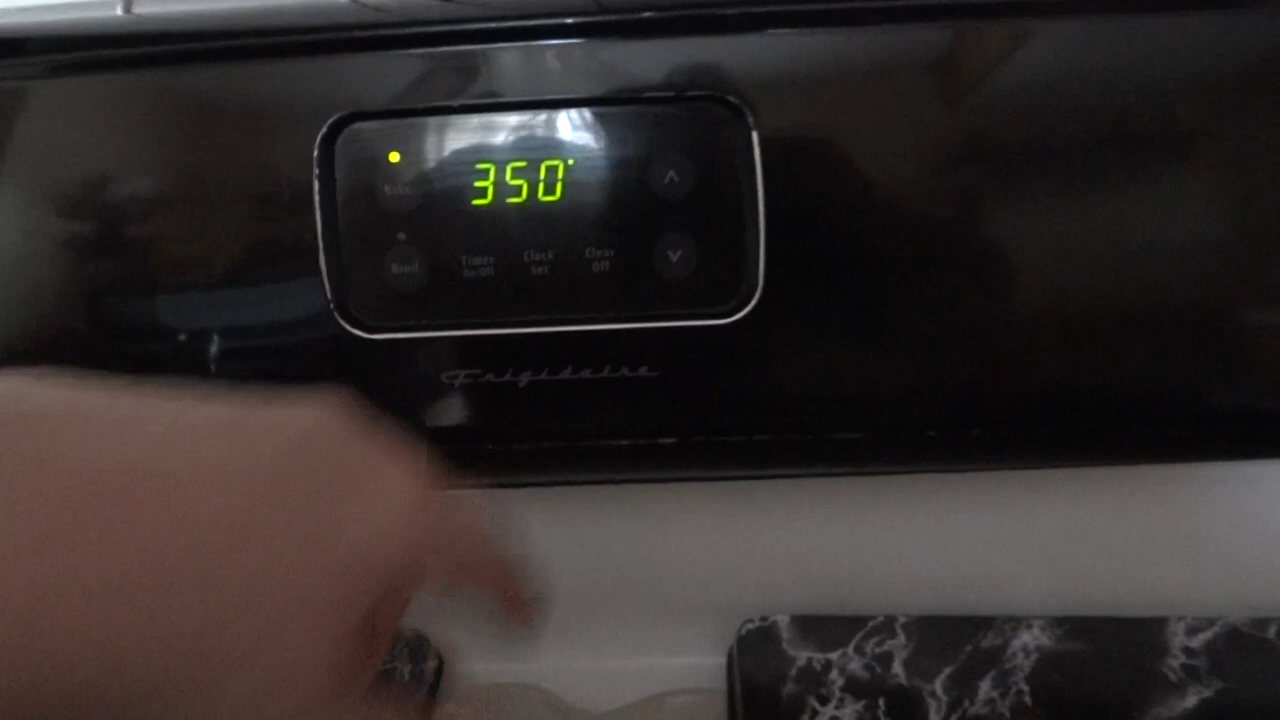 350°
Bake
Broil
Timer
On/Off
Clock
Set
Clear
Off
Frigidaire